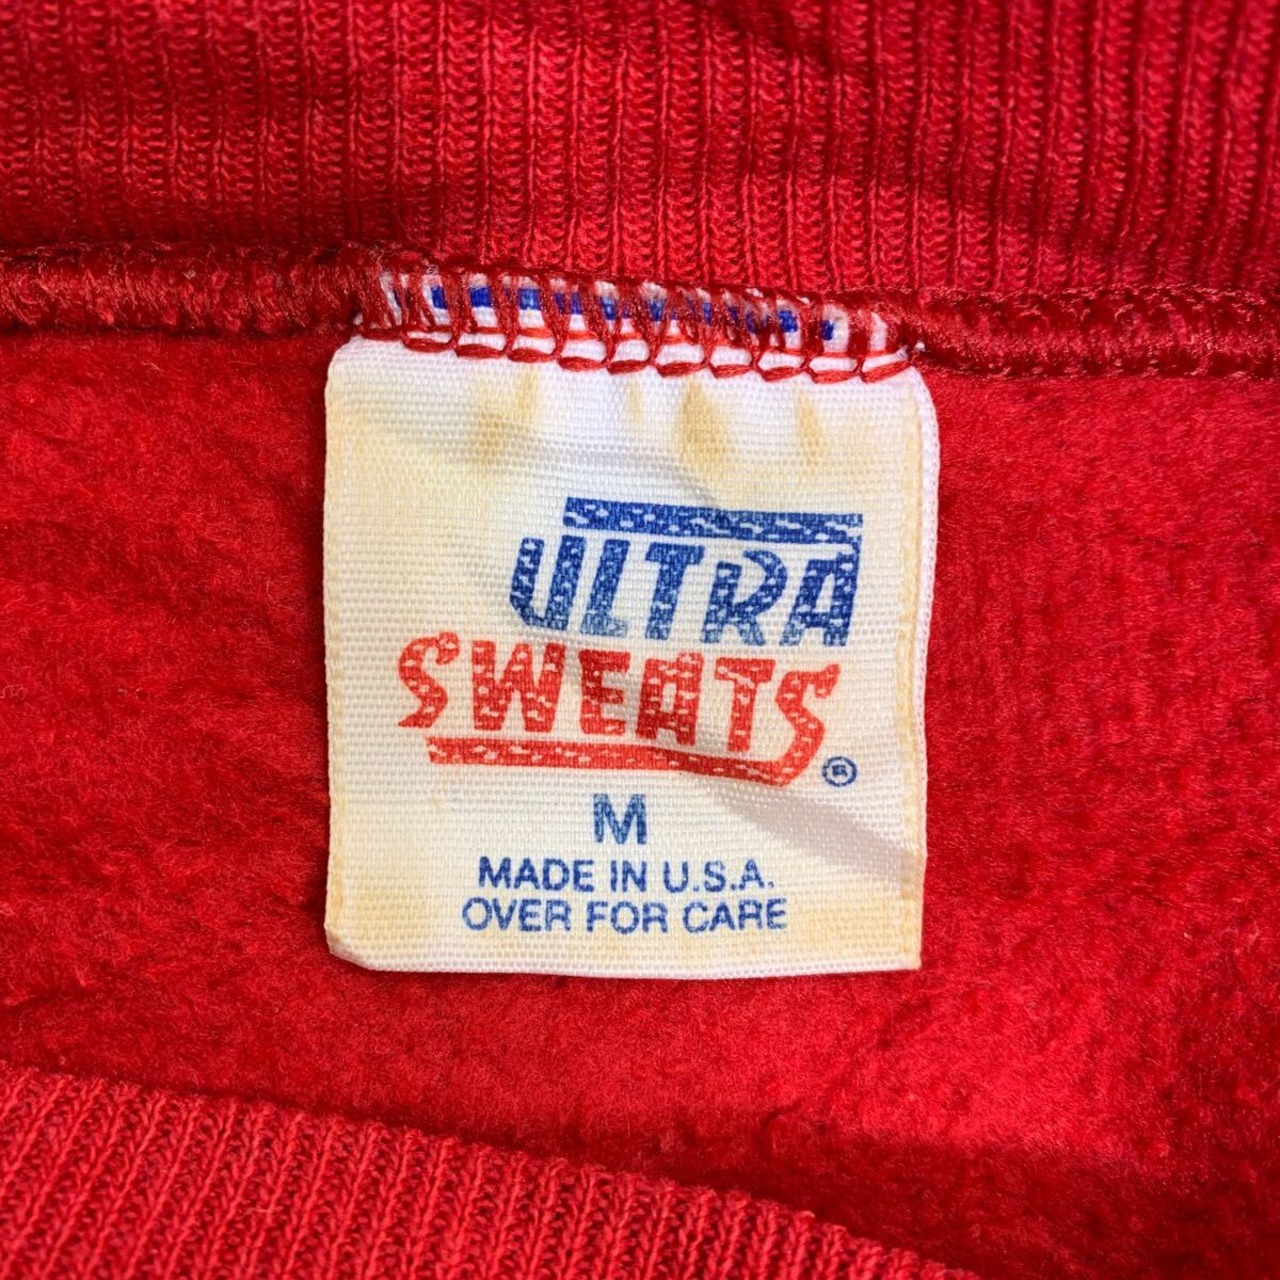 ULTRA
SWEATS®
M
MADE IN U.S.A.
OVER FOR CARE